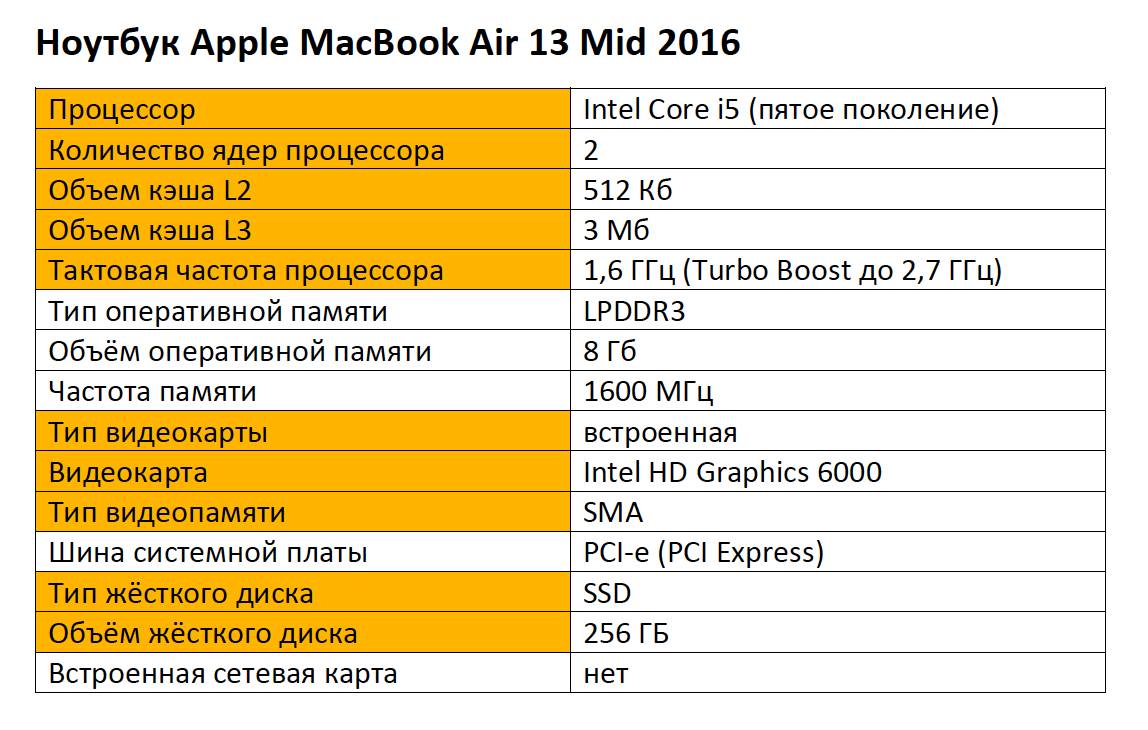 Ноутбук Apple MacBook Air 13 Mid 2016
Процессор Intel Core i5 (пятое поколение)
Количество ядер процессора 2
Объем кэша L2 512 Кб
Объем кэша L3 3 Мб
Тактовая частота процессора 1,6 ГГц (Turbo Boost до 2,7 ГГц)
Тип оперативной памяти LPDDR3
Объём оперативной памяти 8 Гб
Частота памяти 1600 МГц
Тип видеокарты встроенная
Видеокарта Intel HD Graphics 6000
Тип видеопамяти SMA
Шина системной платы PCI-e (PCI Express)
Тип жёсткого диска SSD
Объём жёсткого диска 256 ГБ
Встроенная сетевая карта нет